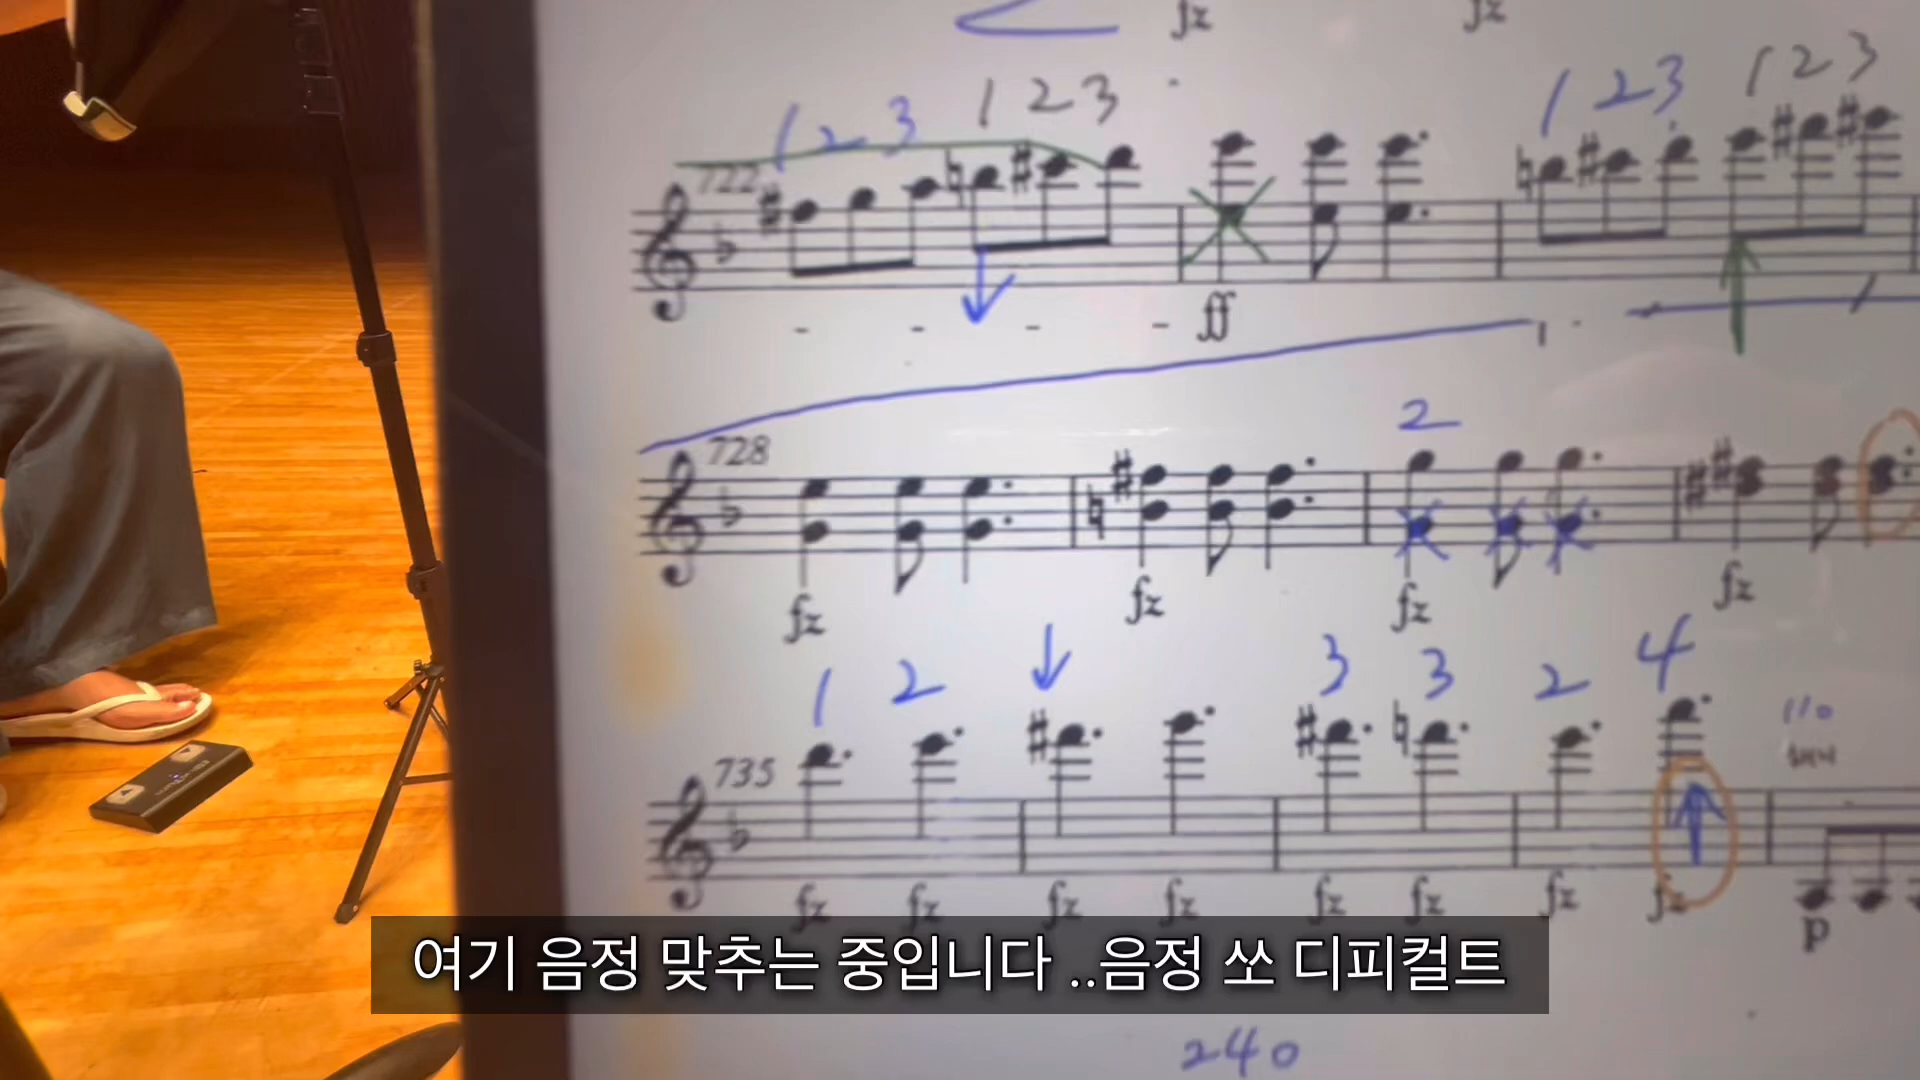 fz fz
1 2 3 1 2 3 1 2 3 1 2 3
722
ff
2
728
fz fz fz fz
1 2 3 3 2 4
735
110
fz fz fz fz fz fz fz fz
p
여기 음정 맞추는 중입니다 ..음정 쏘 디피컬트
240